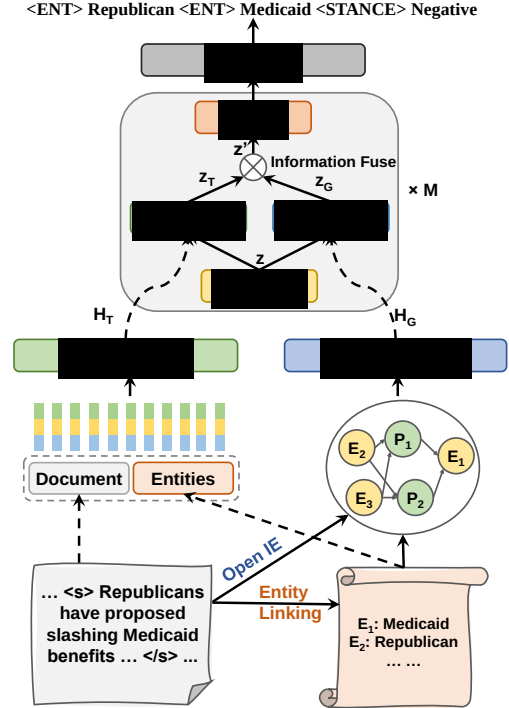 <ENT> Republican <ENT> Medicaid <STANCE> Negative
z'
Information Fuse
z_T
z_G
× M
z
H_T
H_G
Document
Entities
E_2
P_1
E_1
E_3
P_2
Open IE
Entity
Linking
... <s> Republicans
have proposed
slashing Medicaid
benefits ... </s> ...
E_1: Medicaid
E_2: Republican
... ...